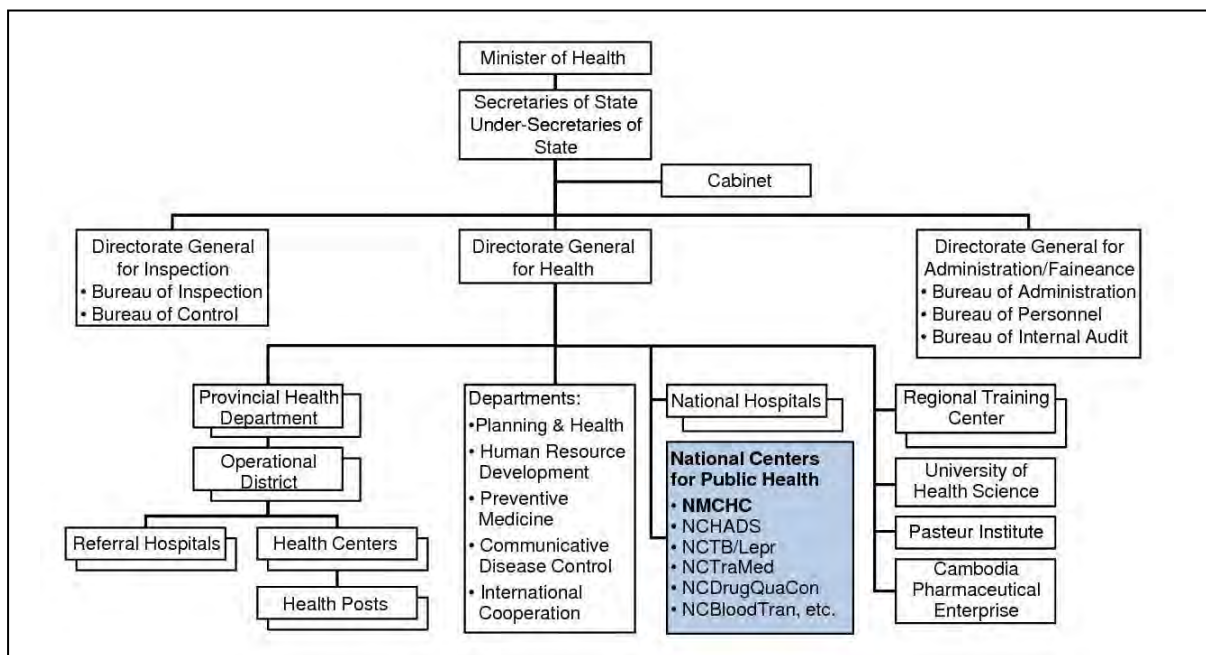 Minister of Health
Secretaries of State
Under-Secretaries of
State
Cabinet
Directorate General
for Inspection
• Bureau of Inspection
• Bureau of Control
Directorate General
for Health
Directorate General for
Administration/Faineance
• Bureau of Administration
• Bureau of Personnel
• Bureau of Internal Audit
Provincial Health
Department
Operational
District
Referral Hospitals
Health Centers
Health Posts
Departments:
•Planning & Health
• Human Resource
Development
• Preventive
Medicine
• Communicative
Disease Control
• International
Cooperation
National Hospitals
National Centers
for Public Health
• NMCHC
• NCHADS
• NCTB/Lepr
• NCTraMed
• NCDrugQuaCon
• NCBloodTran, etc.
Regional Training
Center
University of
Health Science
Pasteur Institute
Cambodia
Pharmaceutical
Enterprise